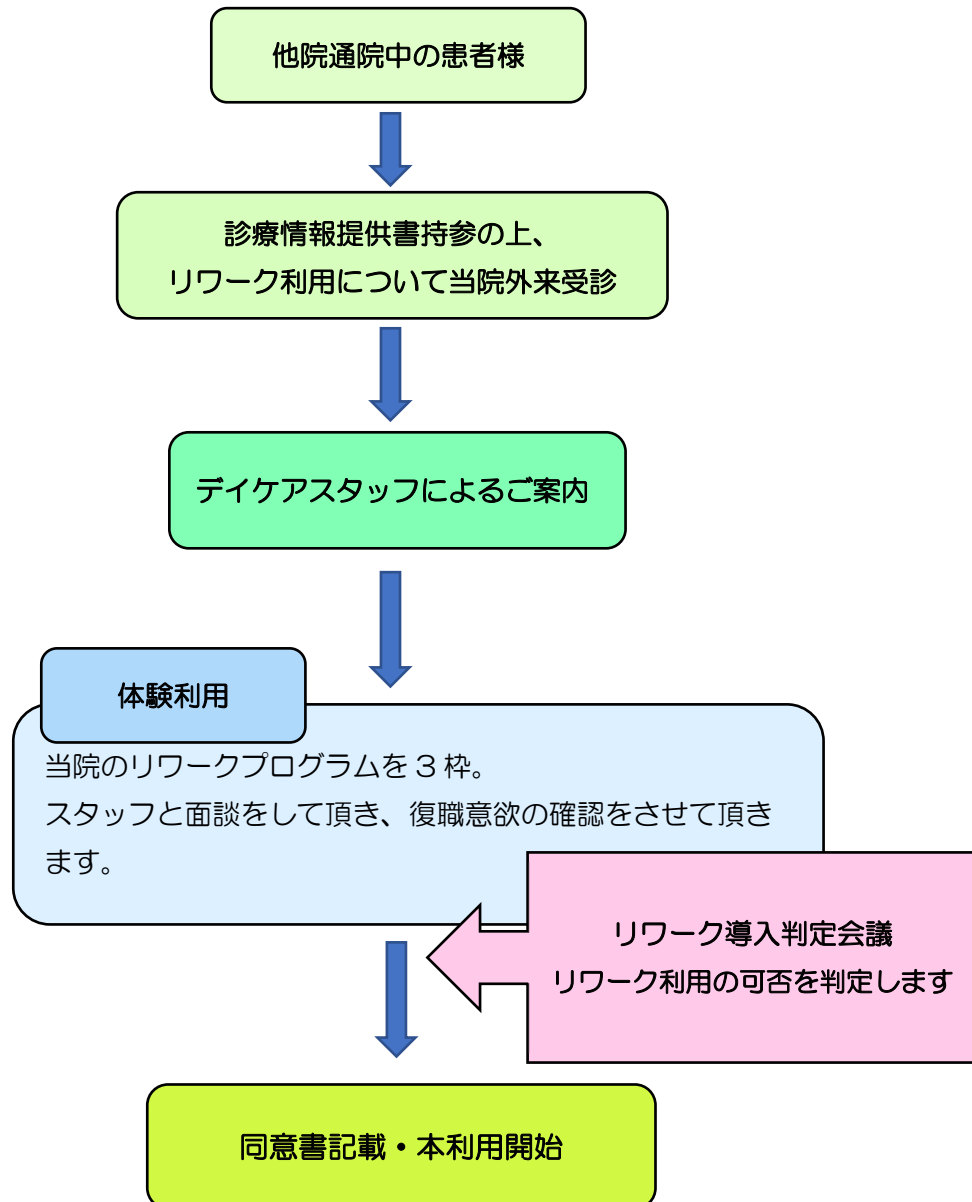 他院通院中の患者様
診療情報提供書持参の上、
リワーク利用について当院外来受診
デイケアスタッフによるご案内
体験利用
当院のリワークプログラムを3枠。
スタッフと面談をして頂き、復職意欲の確認をさせて頂き
ます。
リワーク導入判定会議
リワーク利用の可否を判定します
同意書記載・本利用開始